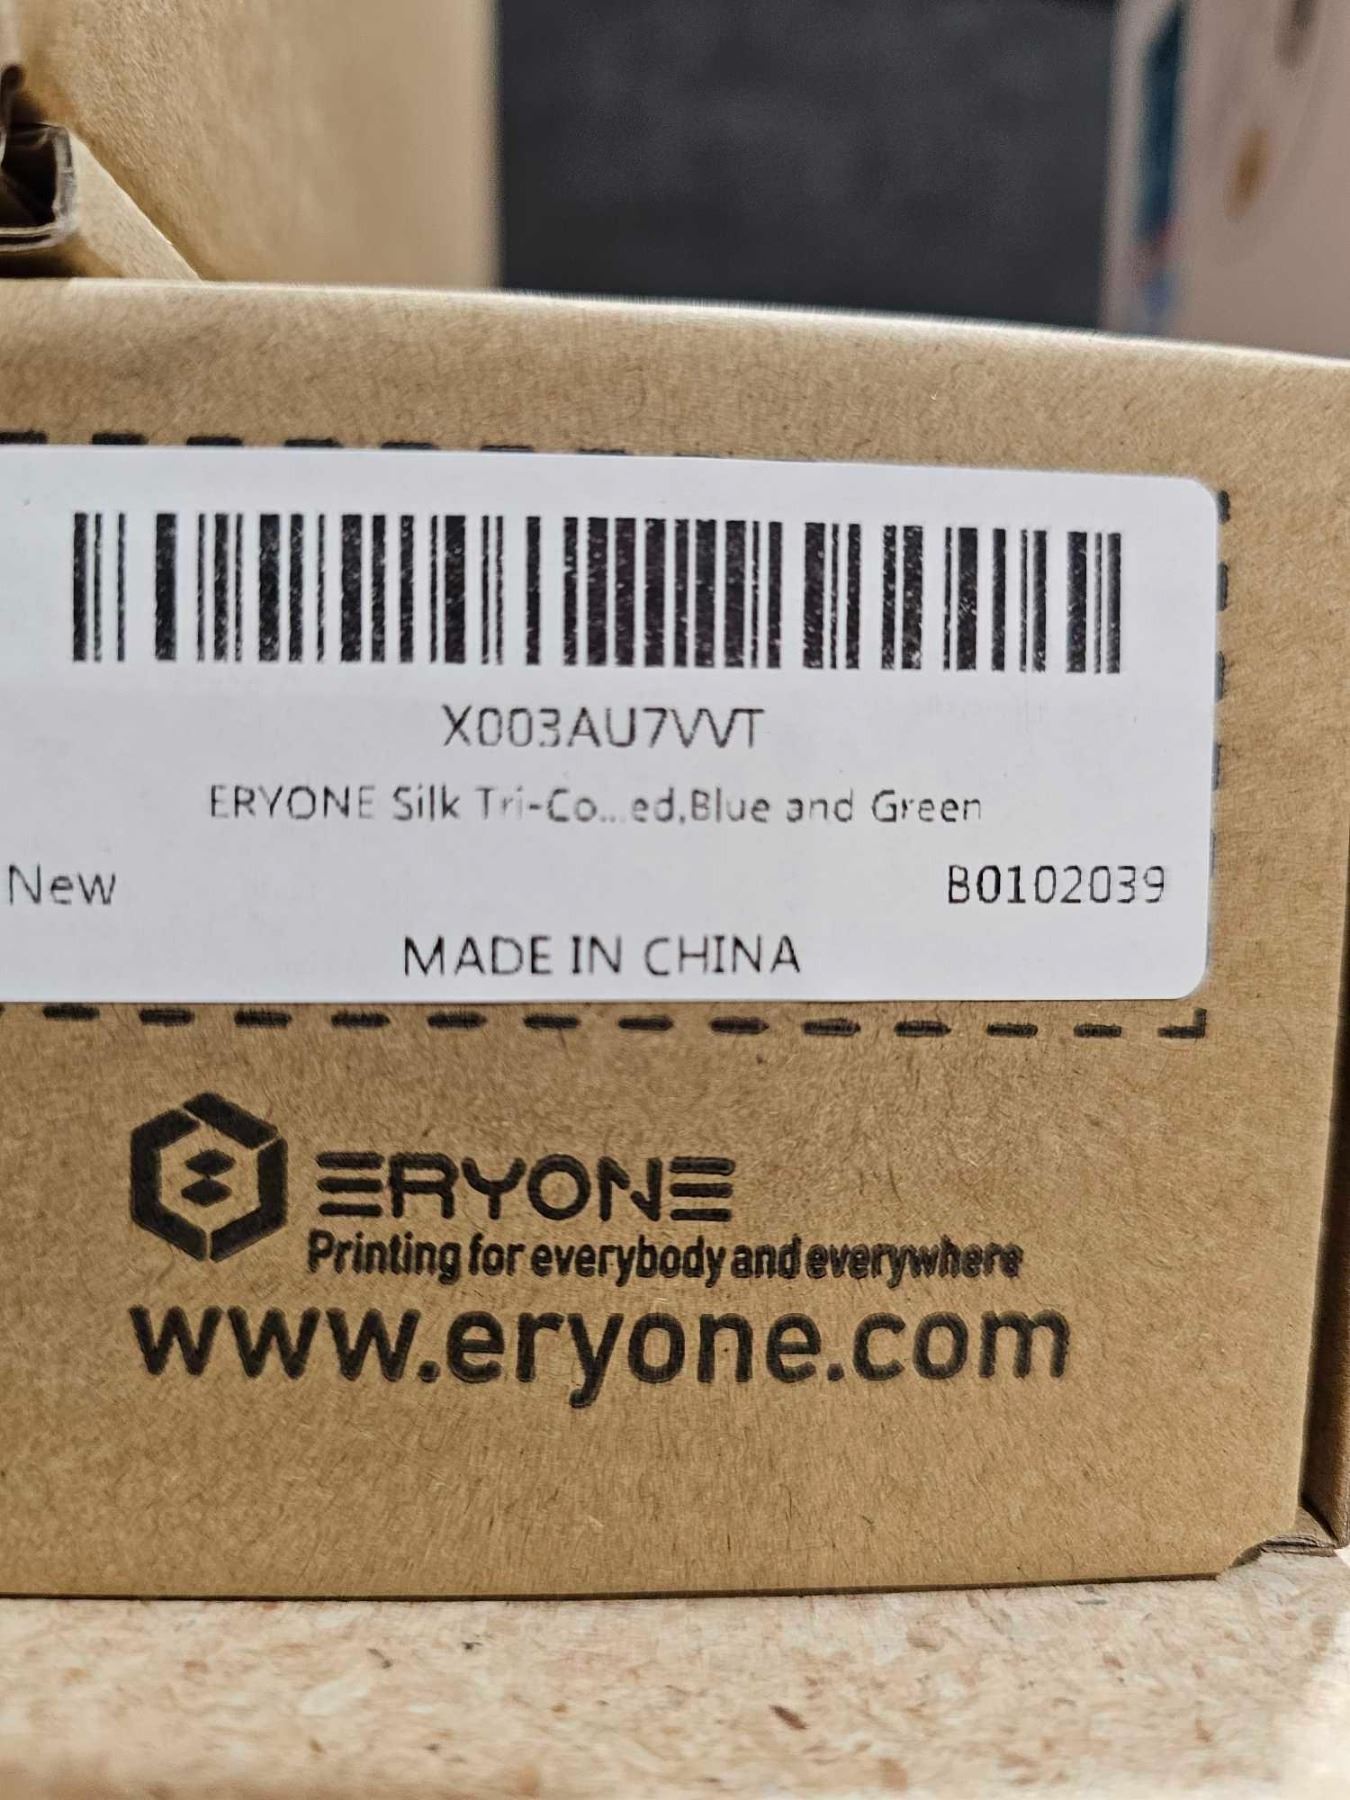 X003AU7VVT
ERYONE Silk Tri-Co...ed,Blue and Green
New B0102039
MADE IN CHINA
ERYONE
Printing for everybody and everywhere
www.eryone.com